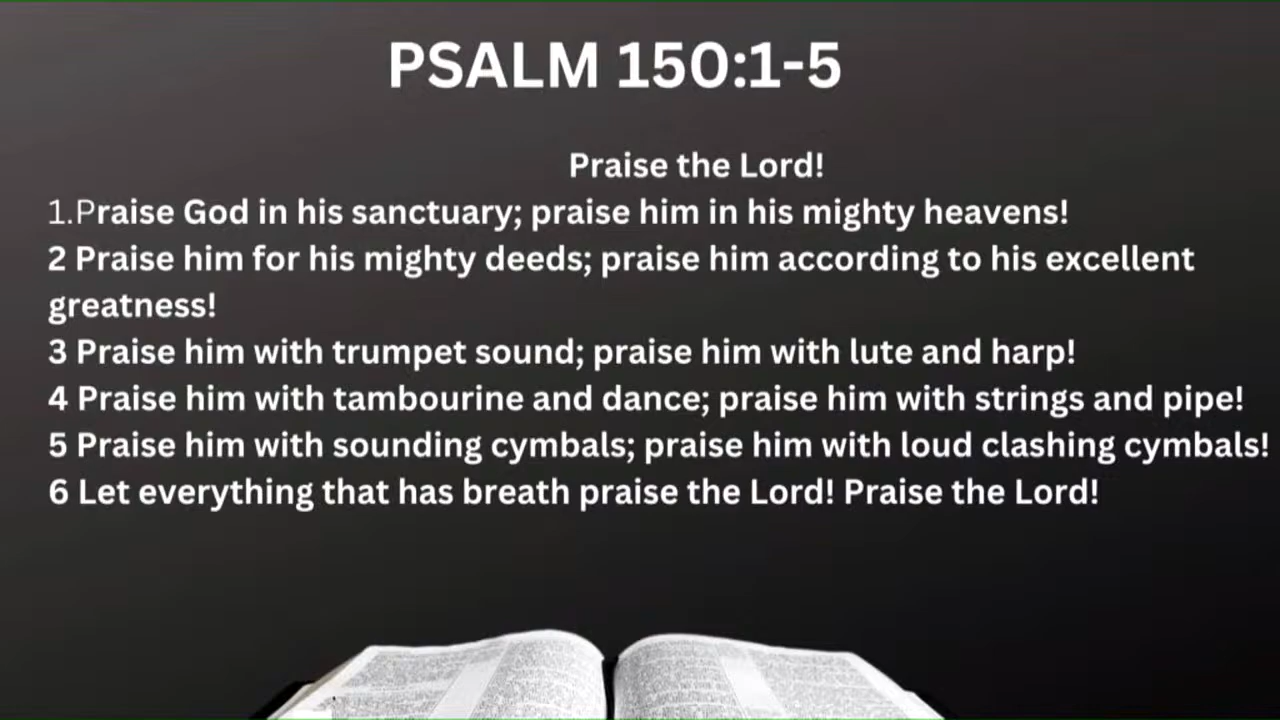 PSALM 150:1-5
Praise the Lord!
1.Praise God in his sanctuary; praise him in his mighty heavens!
2 Praise him for his mighty deeds; praise him according to his excellent
greatness!
3 Praise him with trumpet sound; praise him with lute and harp!
4 Praise him with tambourine and dance; praise him with strings and pipe!
5 Praise him with sounding cymbals; praise him with loud clashing cymbals!
6 Let everything that has breath praise the Lord! Praise the Lord!